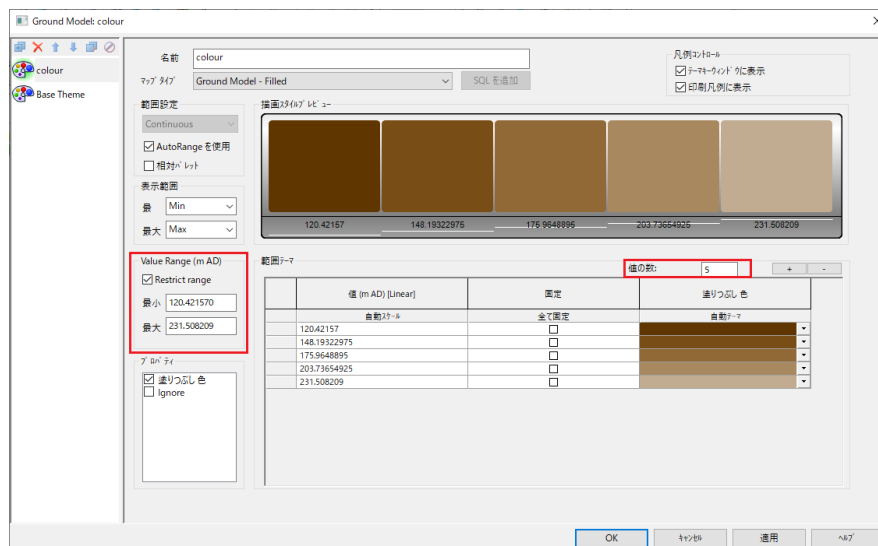 Ground Model: colour
colour
Base Theme
名前 colour
マップ タイプ Ground Model - Filled SQL を追加
凡例コントロール
テーマキーウィンドウに表示
印刷凡例に表示
範囲設定
Continuous
AutoRange を使用
相対パレット
表示範囲
最 Min
最大 Max
描画スタイルプレビュー
120.42157 148.19322975 175.9648895 203.73654925 231.508209
Value Range (m AD)
Restrict range
最小 120.421570
最大 231.508209
プロパティ
塗りつぶし 色
Ignore
範囲テーマ
値の数: 5 + -
値 (m AD) [Linear] 固定 塗りつぶし 色
自動スケール 全て固定 自動テーマ
120.42157
148.19322975
175.9648895
203.73654925
231.508209
OK キャンセル 適用 ヘルプ